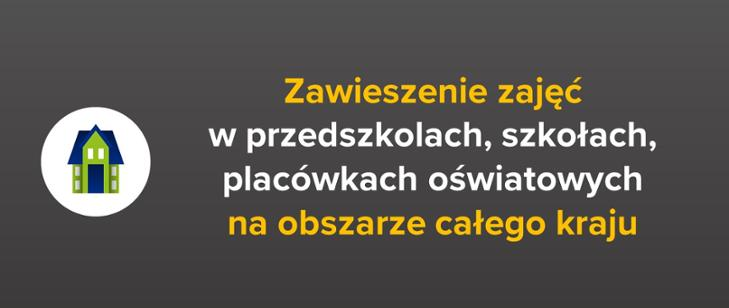 Zawieszenie zajęć
w przedszkolach, szkołach,
placówkach oświatowych
na obszarze całego kraju